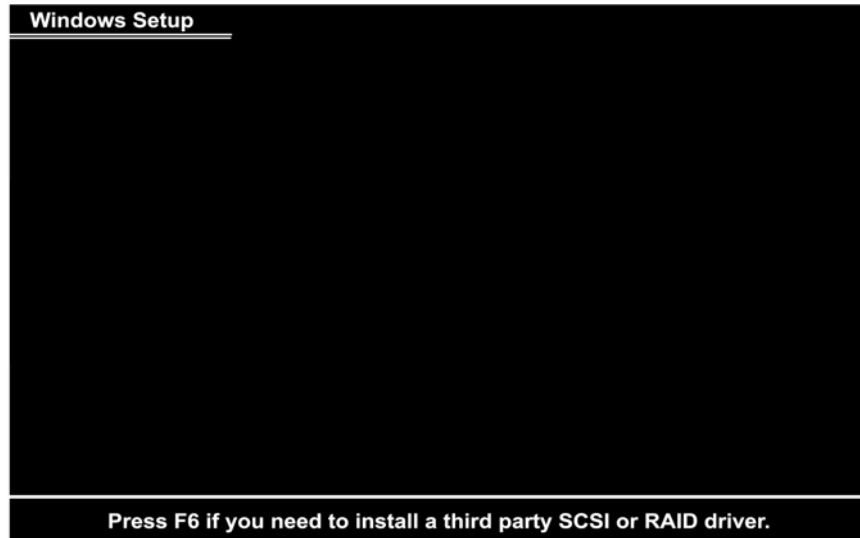 Windows Setup
Press F6 if you need to install a third party SCSI or RAID driver.